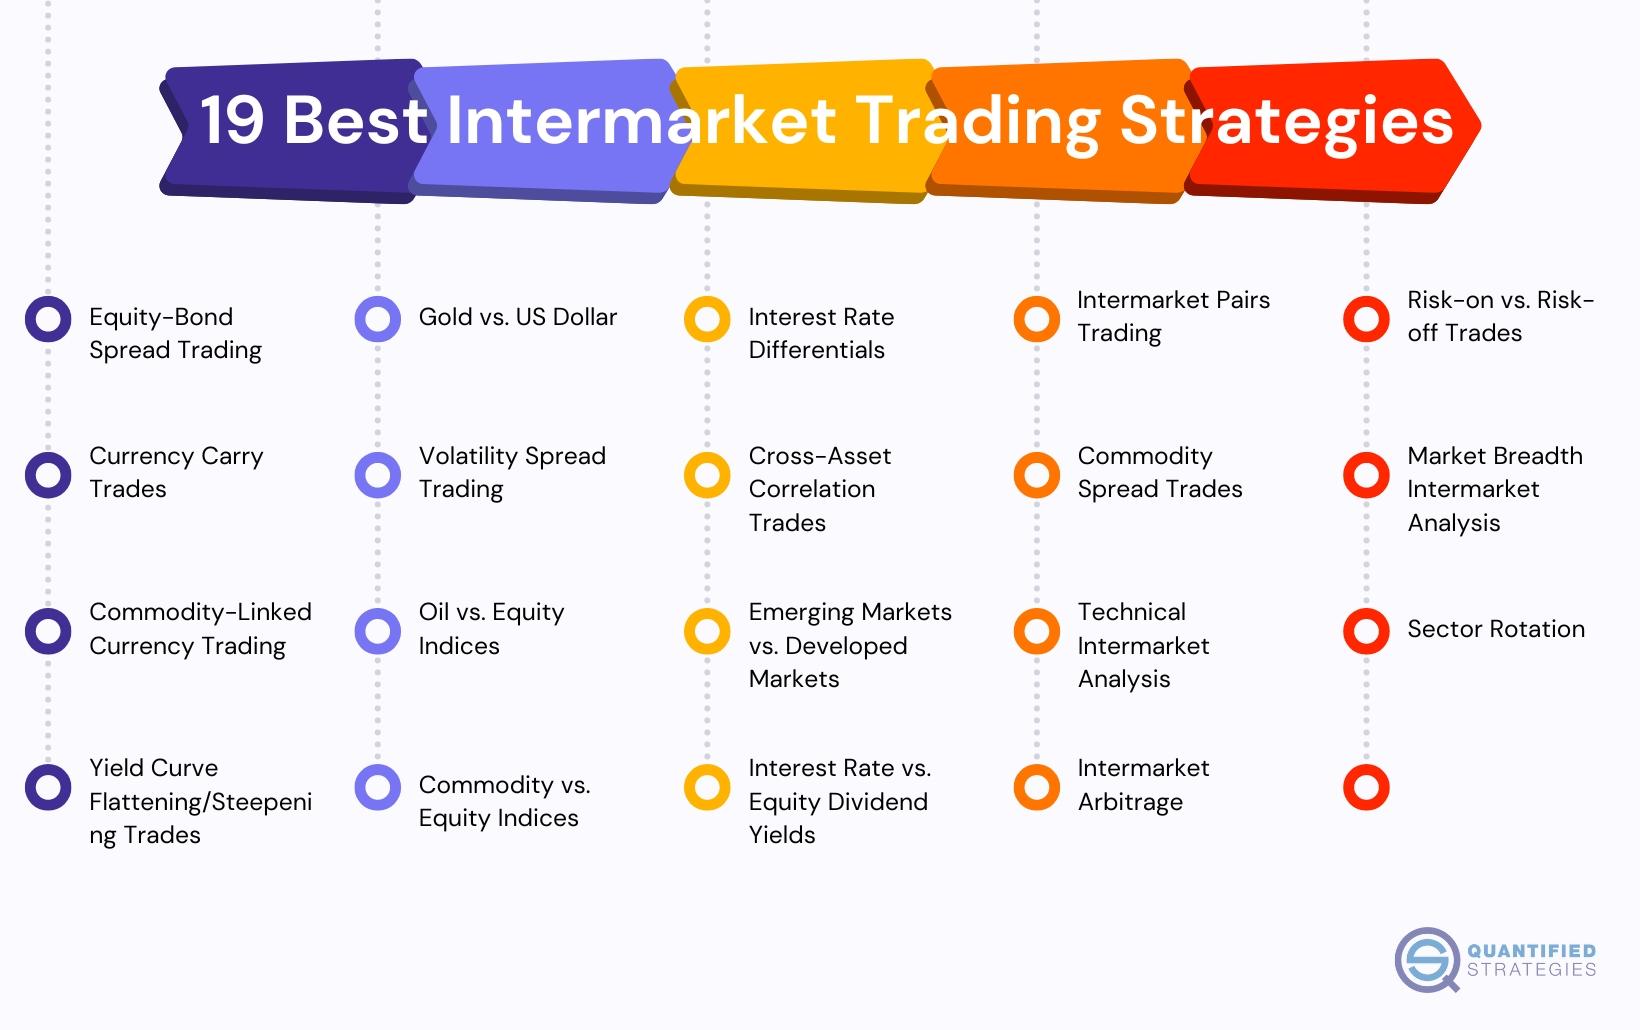 19 Best Intermarket Trading Strategies
Equity-Bond
Spread Trading
Currency Carry
Trades
Commodity-Linked
Currency Trading
Yield Curve
Flattening/Steepeni
ng Trades
Gold vs. US Dollar
Volatility Spread
Trading
Oil vs. Equity
Indices
Commodity vs.
Equity Indices
Interest Rate
Differentials
Cross-Asset
Correlation
Trades
Emerging Markets
vs. Developed
Markets
Interest Rate vs.
Equity Dividend
Yields
Intermarket Pairs
Trading
Commodity
Spread Trades
Technical
Intermarket
Analysis
Intermarket
Arbitrage
Risk-on vs. Risk-
off Trades
Market Breadth
Intermarket
Analysis
Sector Rotation
QUANTIFIED
STRATEGIES